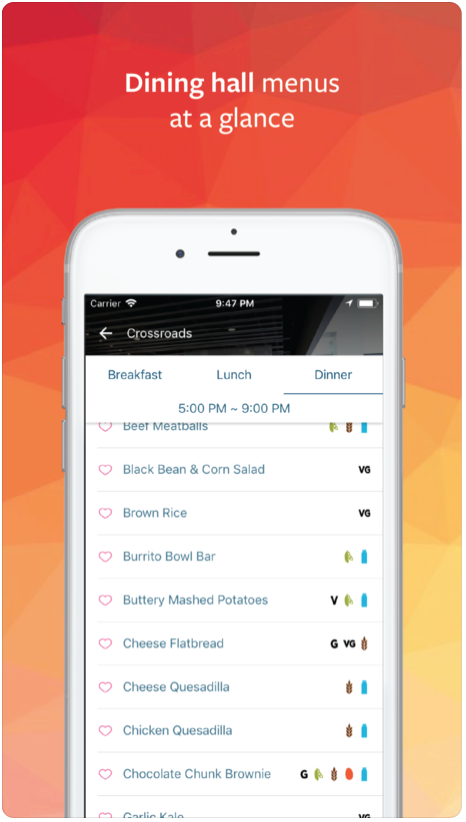 Dining hall menus
at a glance
Carrier 9:47 PM
Crossroads
Breakfast Lunch Dinner
5:00 PM ~ 9:00 PM
Beef Meatballs
Black Bean & Corn Salad VG
Brown Rice VG
Burrito Bowl Bar
Buttery Mashed Potatoes V
Cheese Flatbread G VG
Cheese Quesadilla
Chicken Quesadilla
Chocolate Chunk Brownie G
Garlic Kale VG